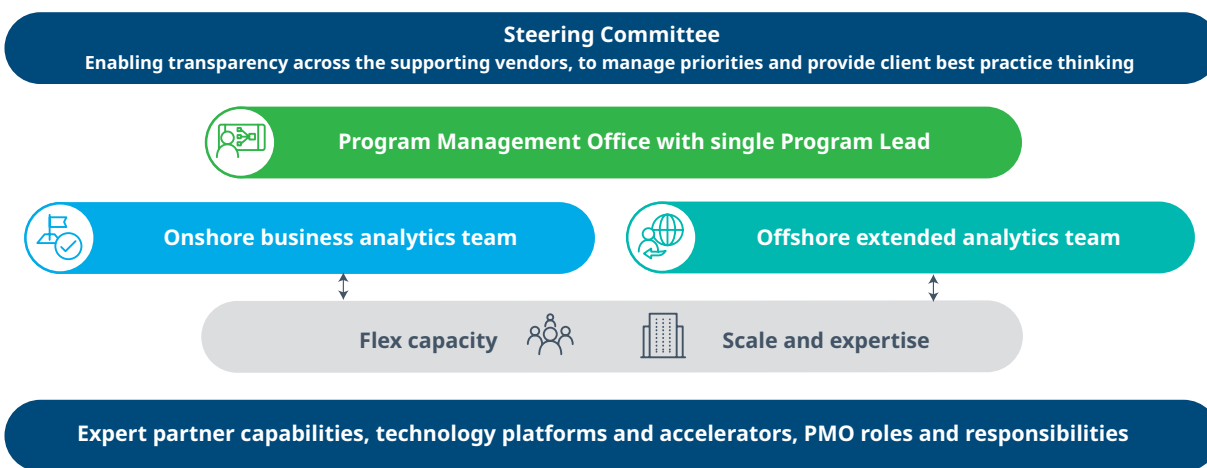 Steering Committee
Enabling transparency across the supporting vendors, to manage priorities and provide client best practice thinking
Program Management Office with single Program Lead
Onshore business analytics team
Offshore extended analytics team
Flex capacity
Scale and expertise
Expert partner capabilities, technology platforms and accelerators, PMO roles and responsibilities